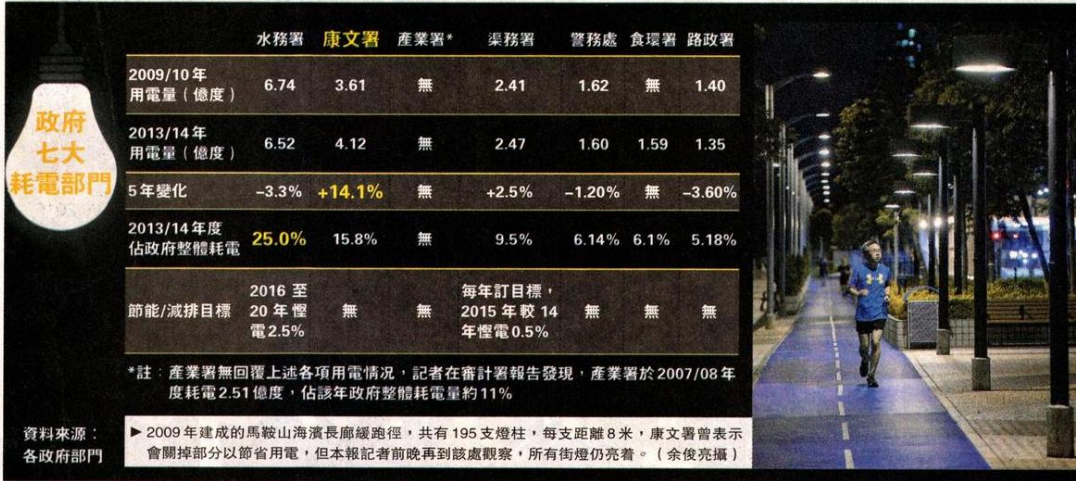 政府
七大
耗電部門
水務署 康文署 產業署* 渠務署 警務處 食環署 路政署
2009/10年
用電量（億度） 6.74 3.61 無 2.41 1.62 無 1.40
2013/14年
用電量（億度） 6.52 4.12 無 2.47 1.60 1.59 1.35
5年變化 -3.3% +14.1% 無 +2.5% -1.20% 無 -3.60%
2013/14年度
佔政府整體耗電 25.0% 15.8% 無 9.5% 6.14% 6.1% 5.18%
節能/減排目標
2016 至
20 年慳
電2.5%
無 無
每年訂目標，
2015 年較 14
年慳電0.5%
無 無 無
*註：產業署無回覆上述各項用電情況，記者在審計署報告發現，產業署於2007/08年
度耗電2.51億度，佔該年政府整體耗電量約11%
資料來源：
各政府部門
▶2009年建成的馬鞍山海濱長廊緩跑徑，共有195支燈柱，每支距離8米，康文署曾表示
會關掉部分以節省用電，但本報記者前晚再到該處觀察，所有街燈仍亮着。（余俊亮攝）